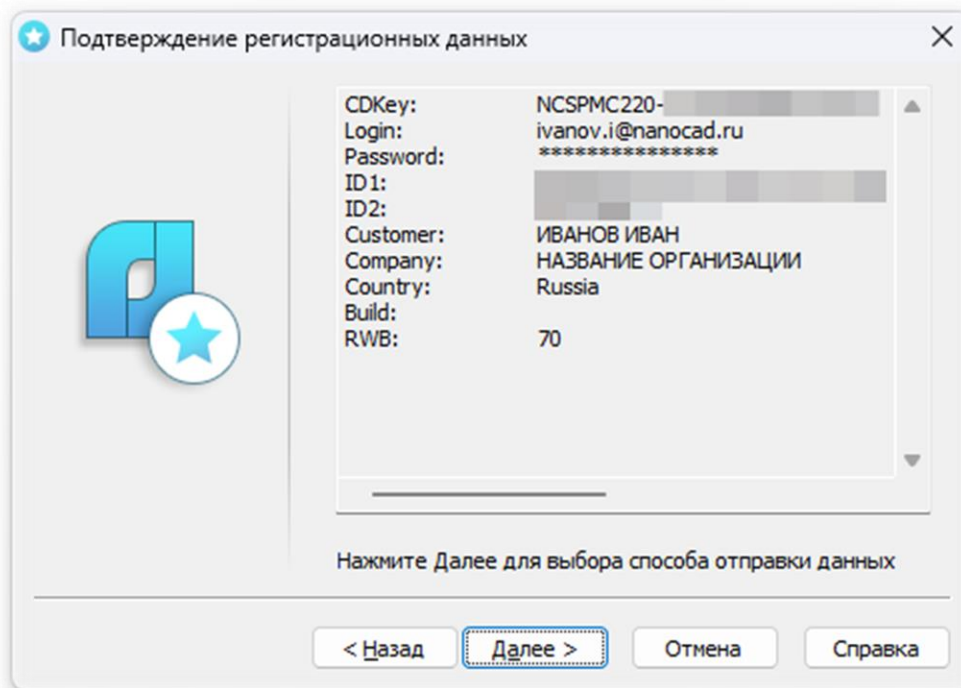 Подтверждение регистрационных данных
CDKey: NCSPMC220-
Login: ivanov.i@nanocad.ru
Password: ***************
ID1:
ID2:
Customer: ИВАНОВ ИВАН
Company: НАЗВАНИЕ ОРГАНИЗАЦИИ
Country: Russia
Build:
RWB: 70
Нажмите Далее для выбора способа отправки данных
< Назад Далее > Отмена Справка